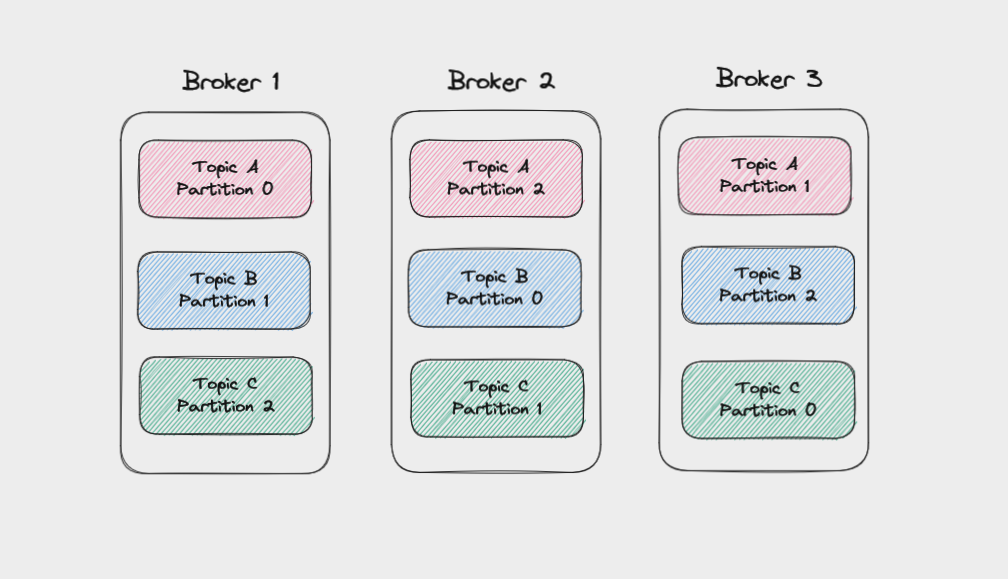 Broker 1
Topic A
Partition 0
Topic B
Partition 1
Topic C
Partition 2
Broker 2
Topic A
Partition 2
Topic B
Partition 0
Topic C
Partition 1
Broker 3
Topic A
Partition 1
Topic B
Partition 2
Topic C
Partition 0